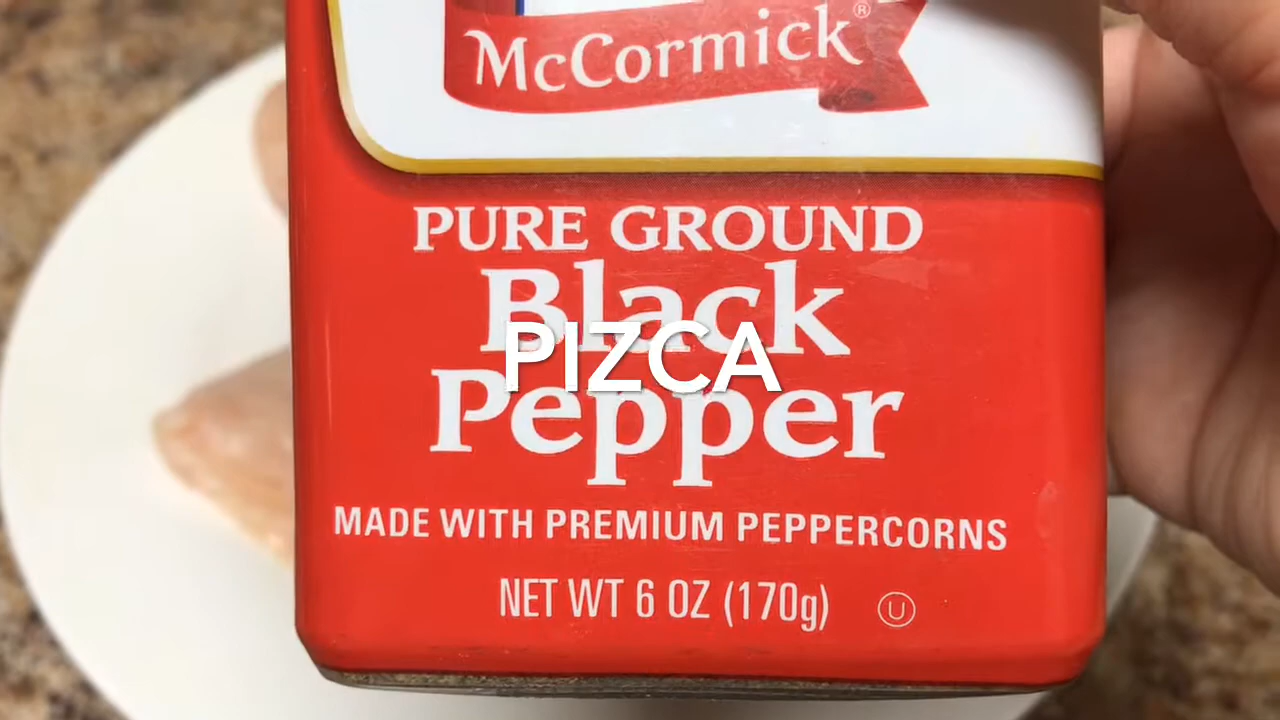 McCormick®
PURE GROUND
Black
PIZCA
Pepper
MADE WITH PREMIUM PEPPERCORNS
NET WT 6 OZ (170g) U